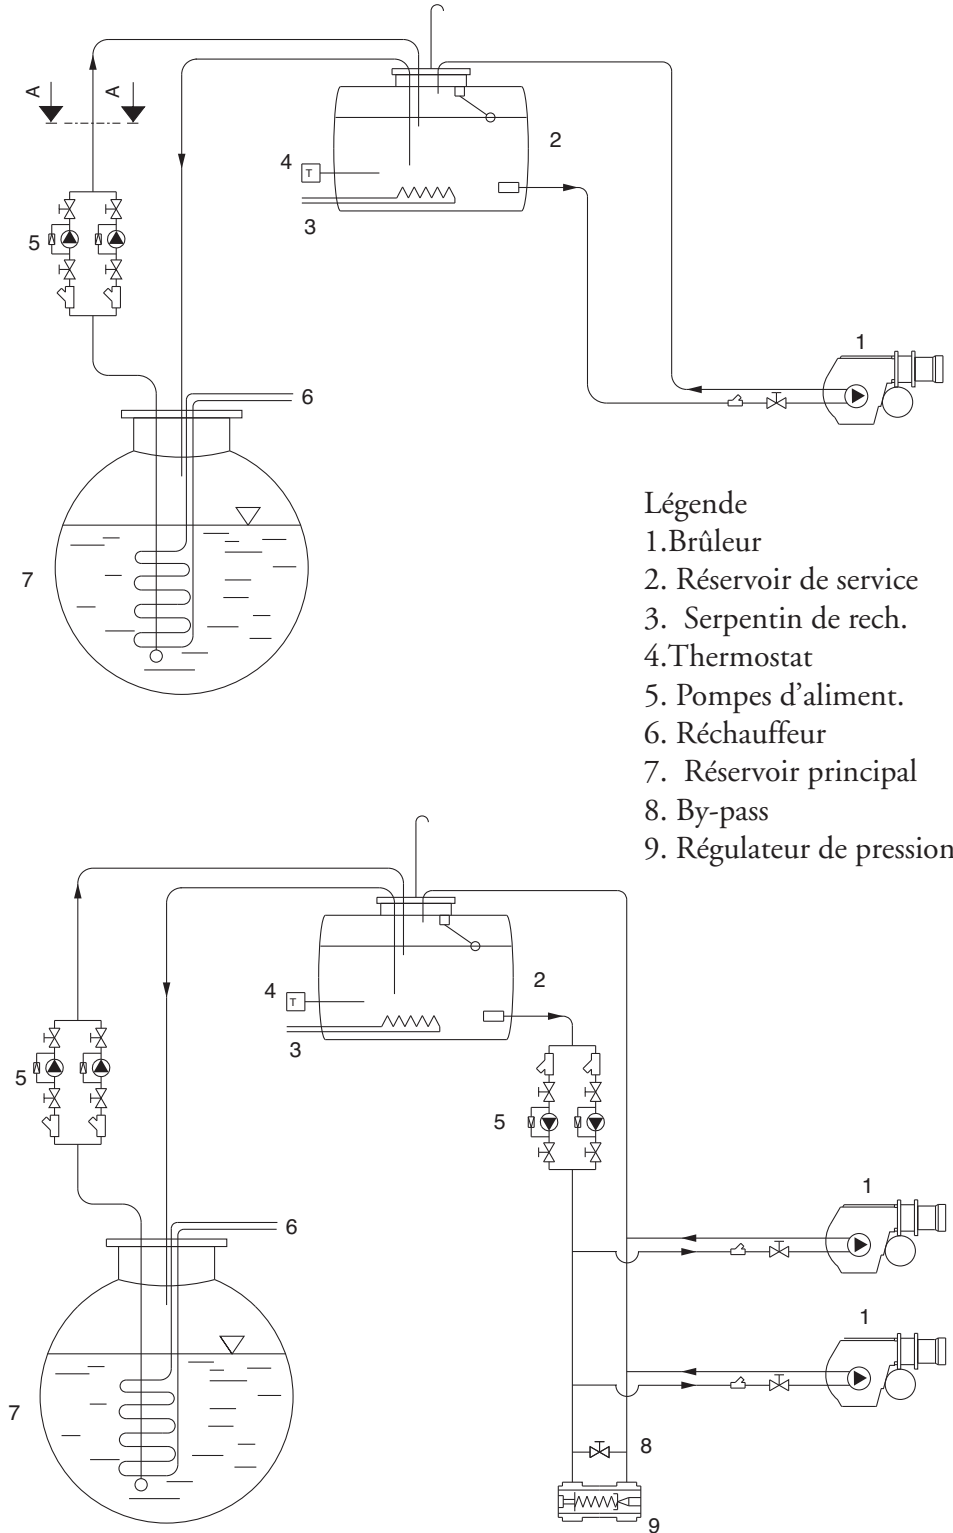 A
A
2
4
T
3
5
1
6
7
Légende
1.Brûleur
2. Réservoir de service
3. Serpentin de rech.
4.Thermostat
5. Pompes d’aliment.
6. Réchauffeur
7. Réservoir principal
8. By-pass
9. Régulateur de pression
2
4
T
3
5
5
1
6
1
7
8
9